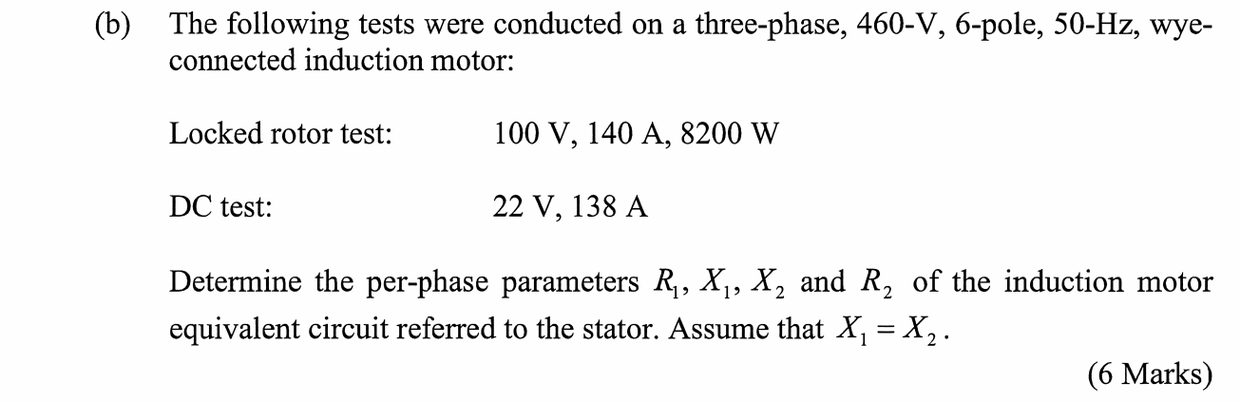 (b) The following tests were conducted on a three-phase, 460-V, 6-pole, 50-Hz, wye-
connected induction motor:
Locked rotor test: 100 V, 140 A, 8200 W
DC test: 22 V, 138 A
Determine the per-phase parameters R₁, X₁, X₂ and R₂ of the induction motor
equivalent circuit referred to the stator. Assume that X₁ = X₂.
(6 Marks)